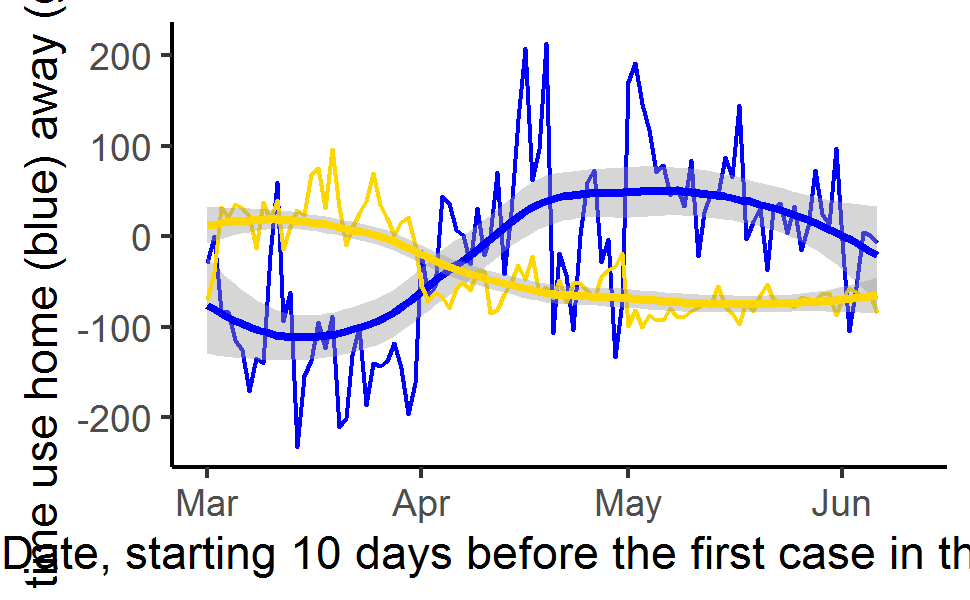 time use home (blue) away (
200
100
0
-100
-200
Mar
Apr
May
Jun
Date, starting 10 days before the first case in th